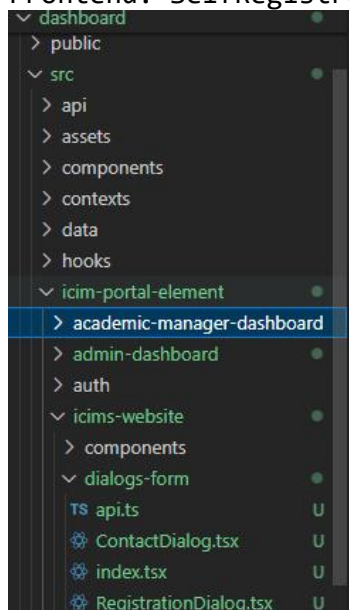 dashboard
public
src
api
assets
components
contexts
data
hooks
icim-portal-element
academic-manager-dashboard
admin-dashboard
auth
icims-website
components
dialogs-form
TS api.ts U
ContactDialog.tsx U
index.tsx U
RegistrationDialog.tsx U